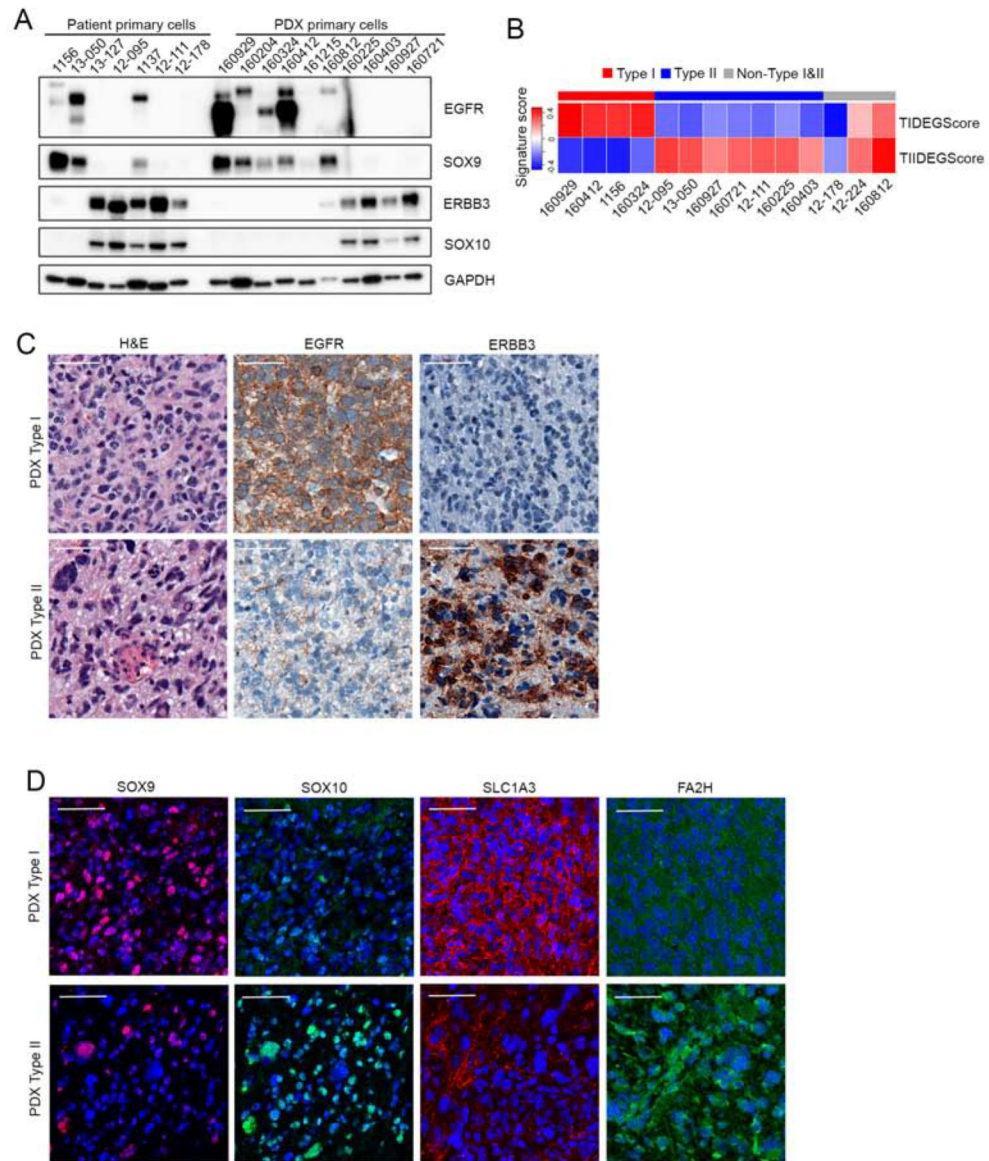 A
Patient primary cells
PDX primary cells
1156
13-050
13-127
12-095
1137
12-111
12-178
160929
160204
160324
160412
161215
160812
160225
160403
160927
160721
EGFR
SOX9
ERBB3
SOX10
GAPDH
B
Type I Type II Non-Type I&II
Signature score
0.4
0
-0.4
TIDEGScore
TIIDEGScore
160929
160412
1156
160324
12-095
13-050
160927
160721
12-111
160225
160403
12-178
12-224
160812
C
H&E EGFR ERBB3
PDX Type I
PDX Type II
D
SOX9 SOX10 SLC1A3 FA2H
PDX Type I
PDX Type II